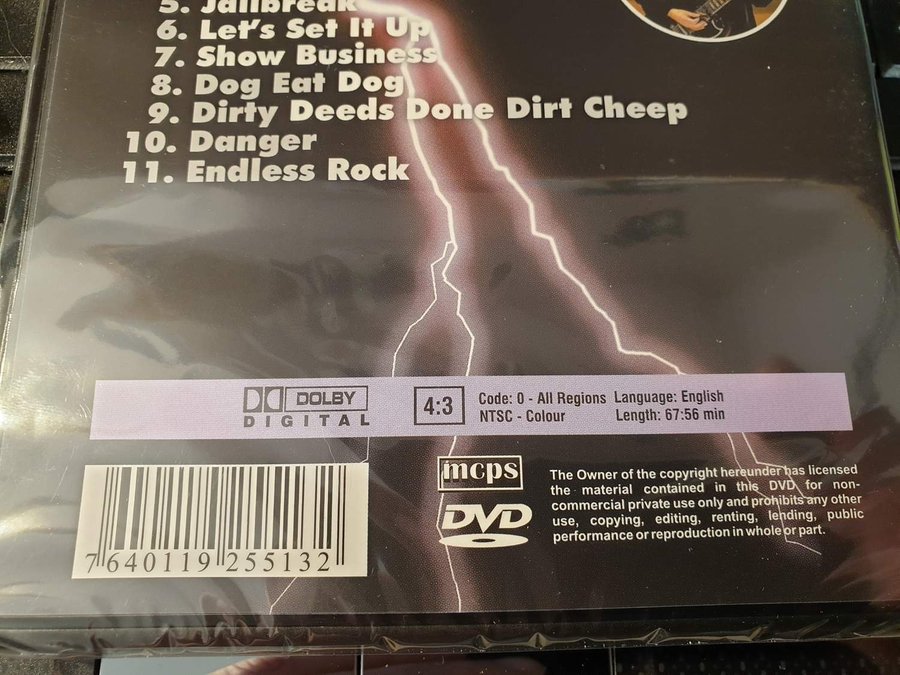 5. Jailbreak
6. Let's Set It Up
7. Show Business
8. Dog Eat Dog
9. Dirty Deeds Done Dirt Cheep
10. Danger
11. Endless Rock
DOLBY
DIGITAL
4:3
Code: 0 - All Regions Language: English
NTSC - Colour Length: 67:56 min
7 640119 255132
mcps
DVD
The Owner of the copyright hereunder has licensed
the material contained in this DVD for non-
commercial private use only and prohibits any other
use, copying, editing, renting, lending, public
performance or reproduction in whole or part.